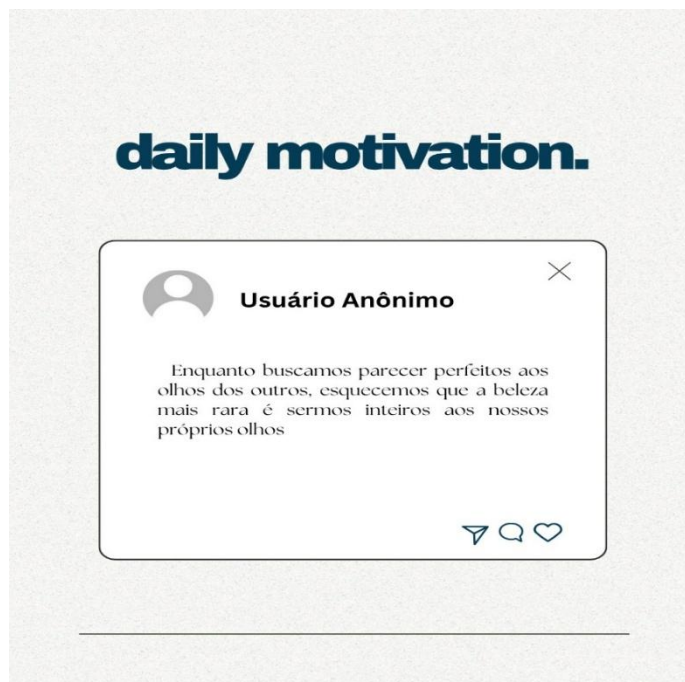 daily motivation.
Usuário Anônimo
Enquanto buscamos parecer perfeitos aos
olhos dos outros, esquecemos que a beleza
mais rara é sermos inteiros aos nossos
próprios olhos